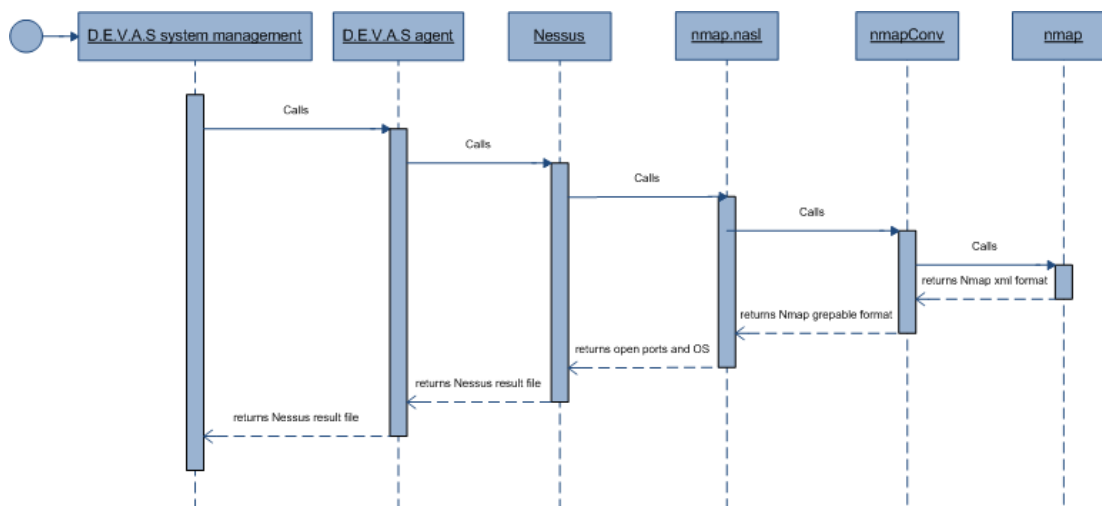 D.E.V.A.S system management
D.E.V.A.S agent
Nessus
nmap.nasl
nmapConv
nmap
Calls
Calls
Calls
Calls
Calls
returns Nmap xml format
returns Nmap grepable format
returns open ports and OS
returns Nessus result file
returns Nessus result file